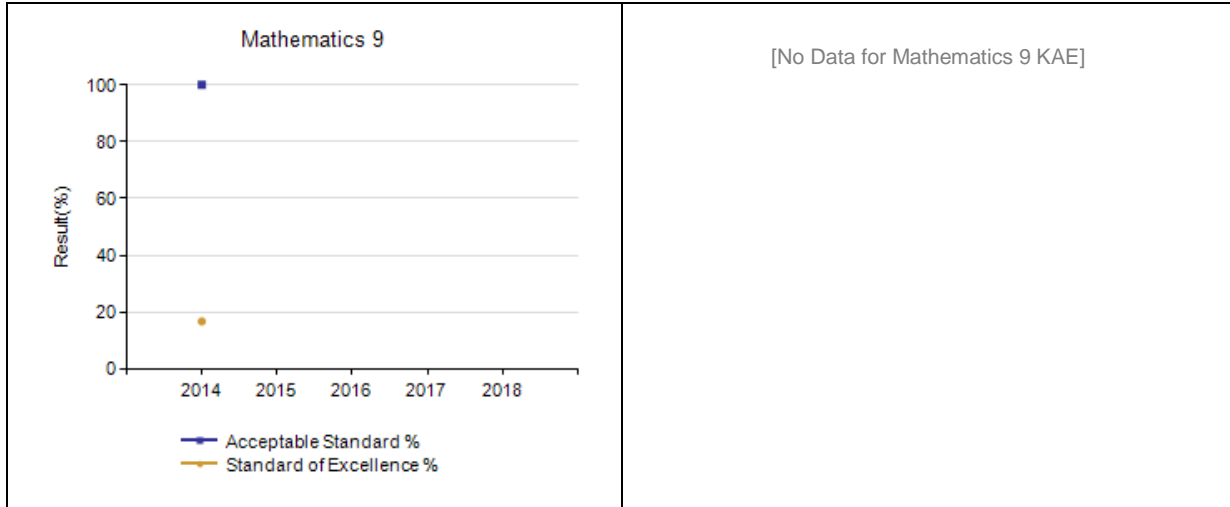 Mathematics 9
100
80
60
40
20
0
Result(%)
2014 2015 2016 2017 2018
Acceptable Standard %
Standard of Excellence %
[No Data for Mathematics 9 KAE]